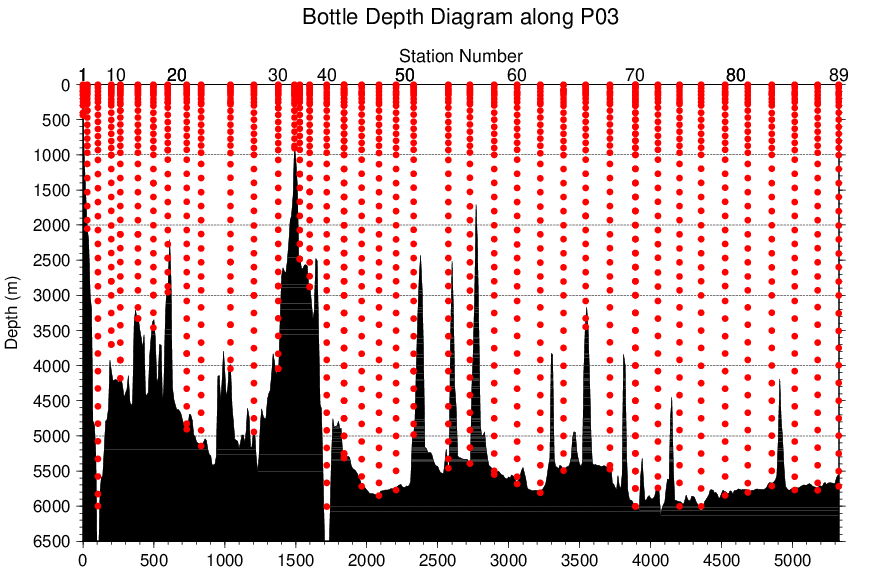 Bottle Depth Diagram along P03
Station Number
1 10 20 30 40 50 60 70 80 89
Depth (m)
0
500
1000
1500
2000
2500
3000
3500
4000
4500
5000
5500
6000
6500
0 500 1000 1500 2000 2500 3000 3500 4000 4500 5000